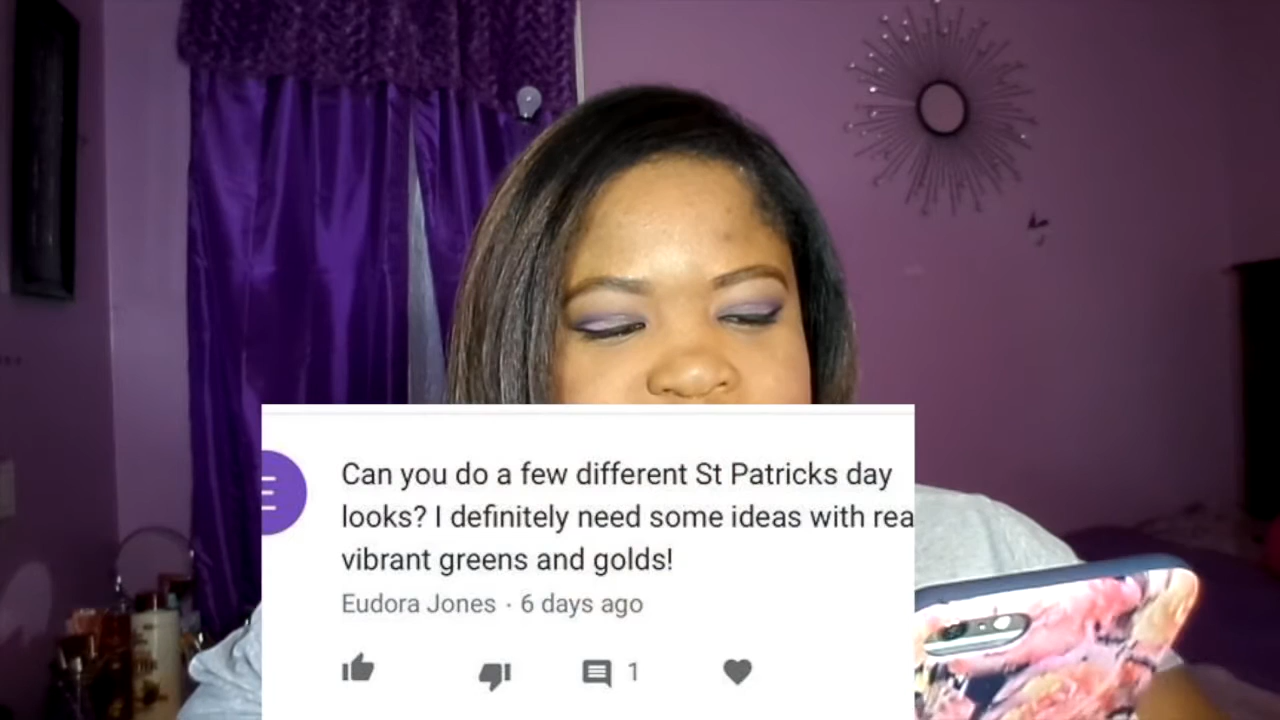 E
Can you do a few different St Patricks day
looks? I definitely need some ideas with rea
vibrant greens and golds!
Eudora Jones · 6 days ago
1